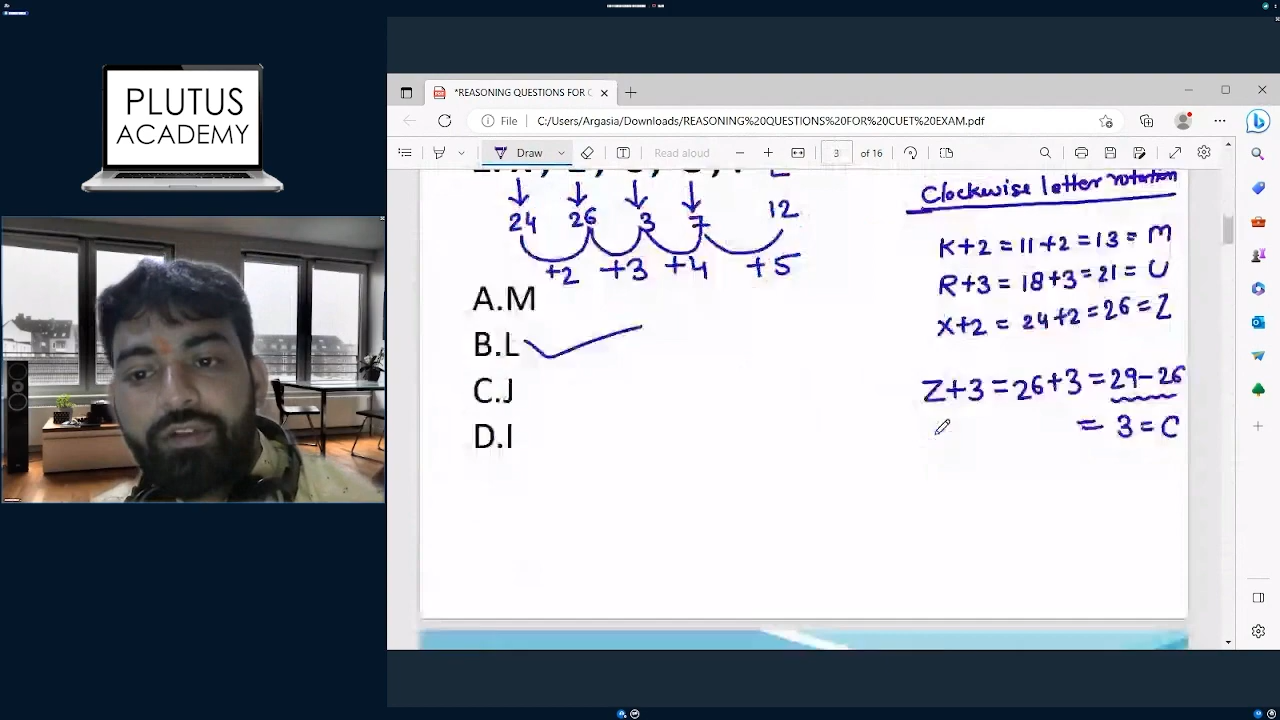 PLUTUS
ACADEMY
*REASONING QUESTIONS FOR C
File C:/Users/Argasia/Downloads/REASONING%20QUESTIONS%20FOR%20CUET%20EXAM.pdf
Draw
Read aloud
3 of 16
Clockwise letter rotation
24 26 3 7 12
+2 +3 +4 +5
K+2 = 11+2 = 13 = M
R+3 = 18+3 = 21 = U
X+2 = 24+2 = 26 = Z
A.M
B.L
C.J
D.I
Z+3 = 26+3 = 29-26
= 3 = C